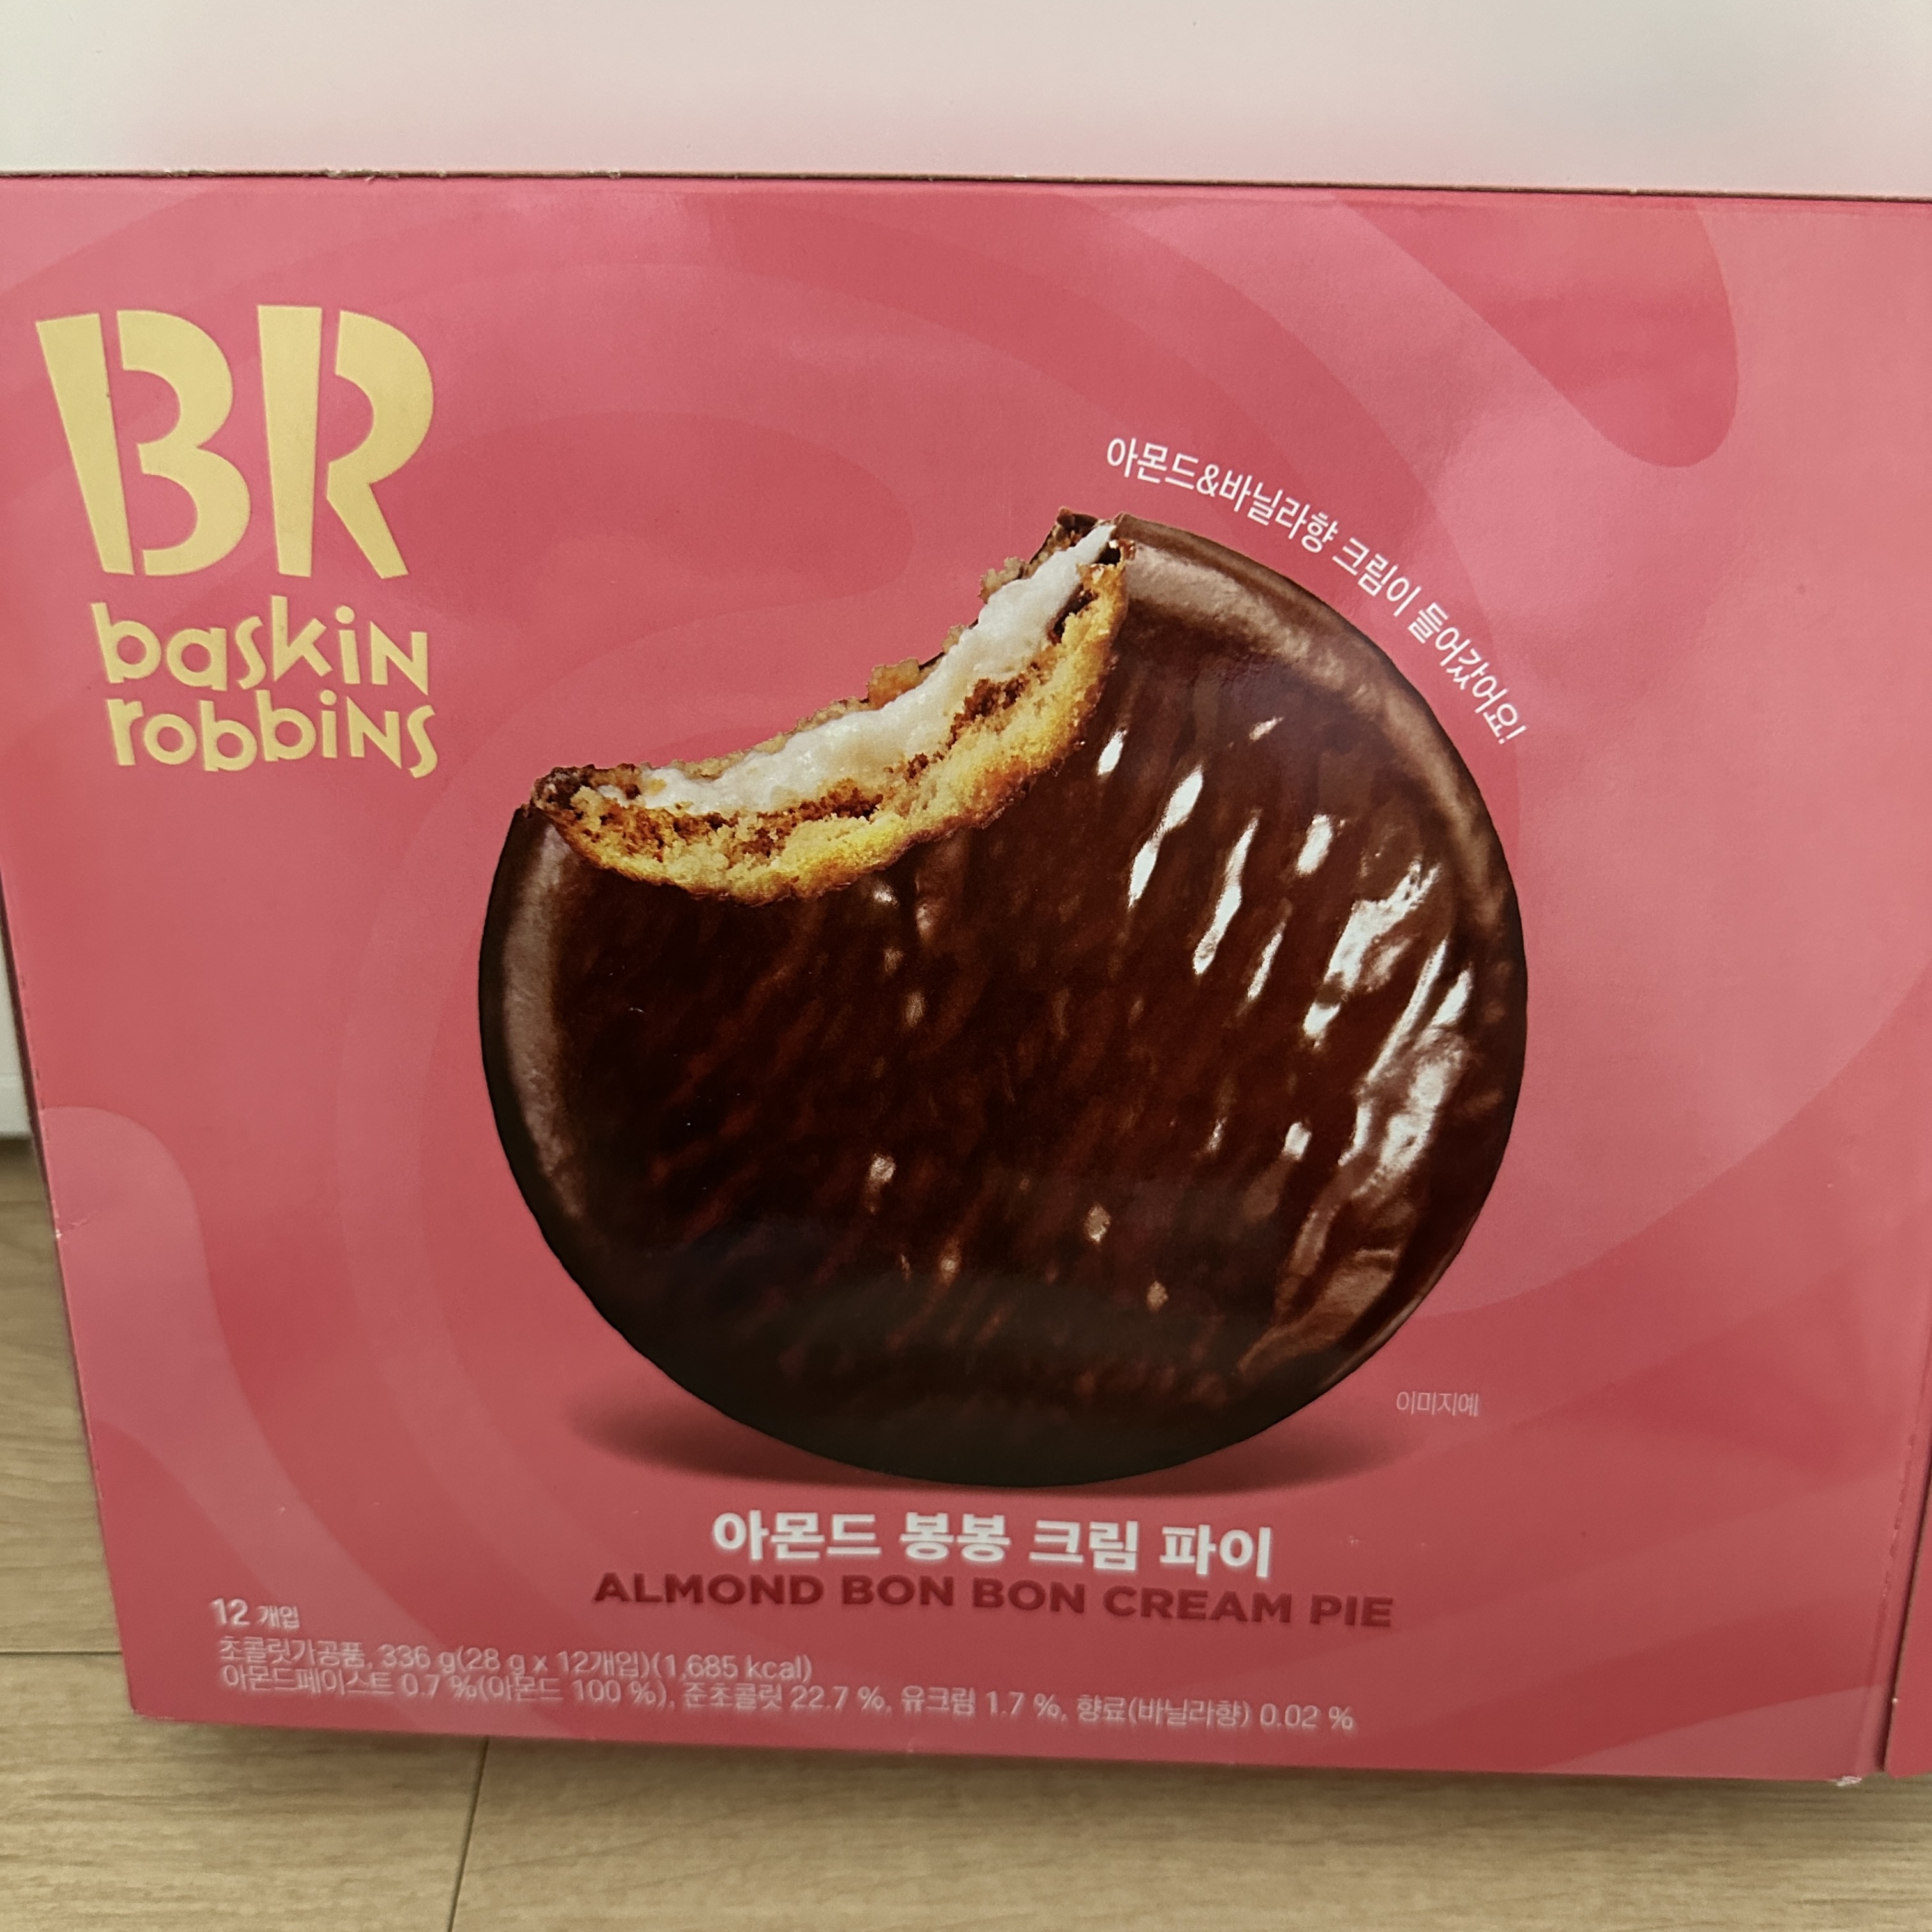 BR
baskin
robbins
아몬드&바닐라향 크림이 들어갔어요!
이미지예
아몬드 봉봉 크림 파이
ALMOND BON BON CREAM PIE
12 개입
초콜릿가공품, 336 g(28 g x 12개입)(1,685 kcal)
아몬드페이스트 0.7 %(아몬드 100 %), 준초콜릿 22.7 %, 유크림 1.7 %, 향료(바닐라향) 0.02 %